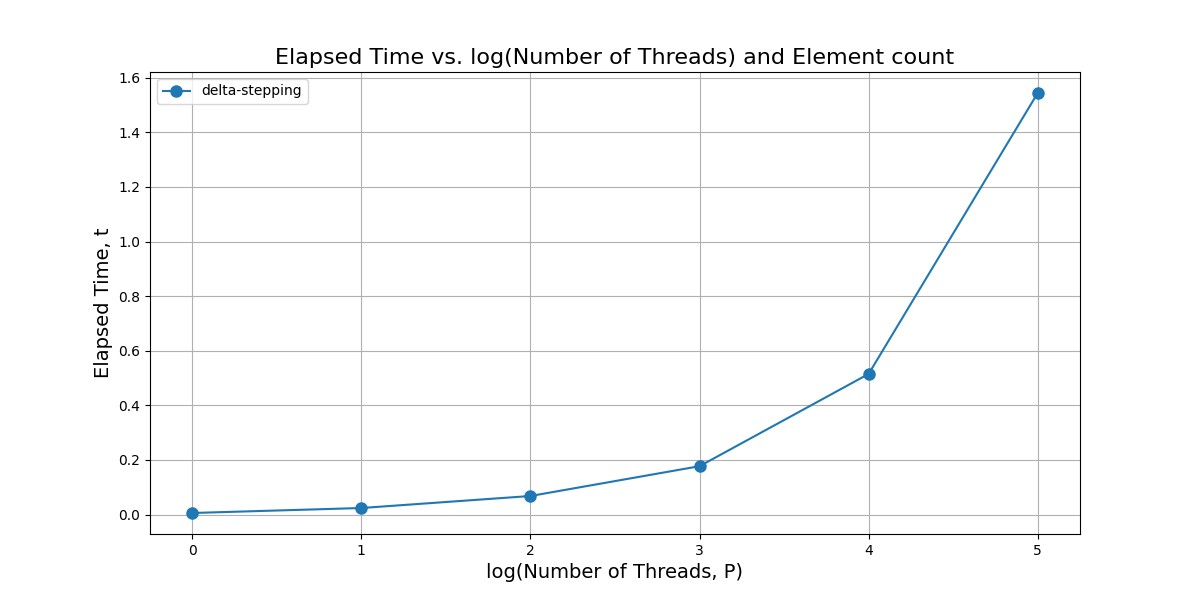 Elapsed Time vs. log(Number of Threads) and Element count
delta-stepping
Elapsed Time, t
1.6
1.4
1.2
1.0
0.8
0.6
0.4
0.2
0.0
0 1 2 3 4 5
log(Number of Threads, P)